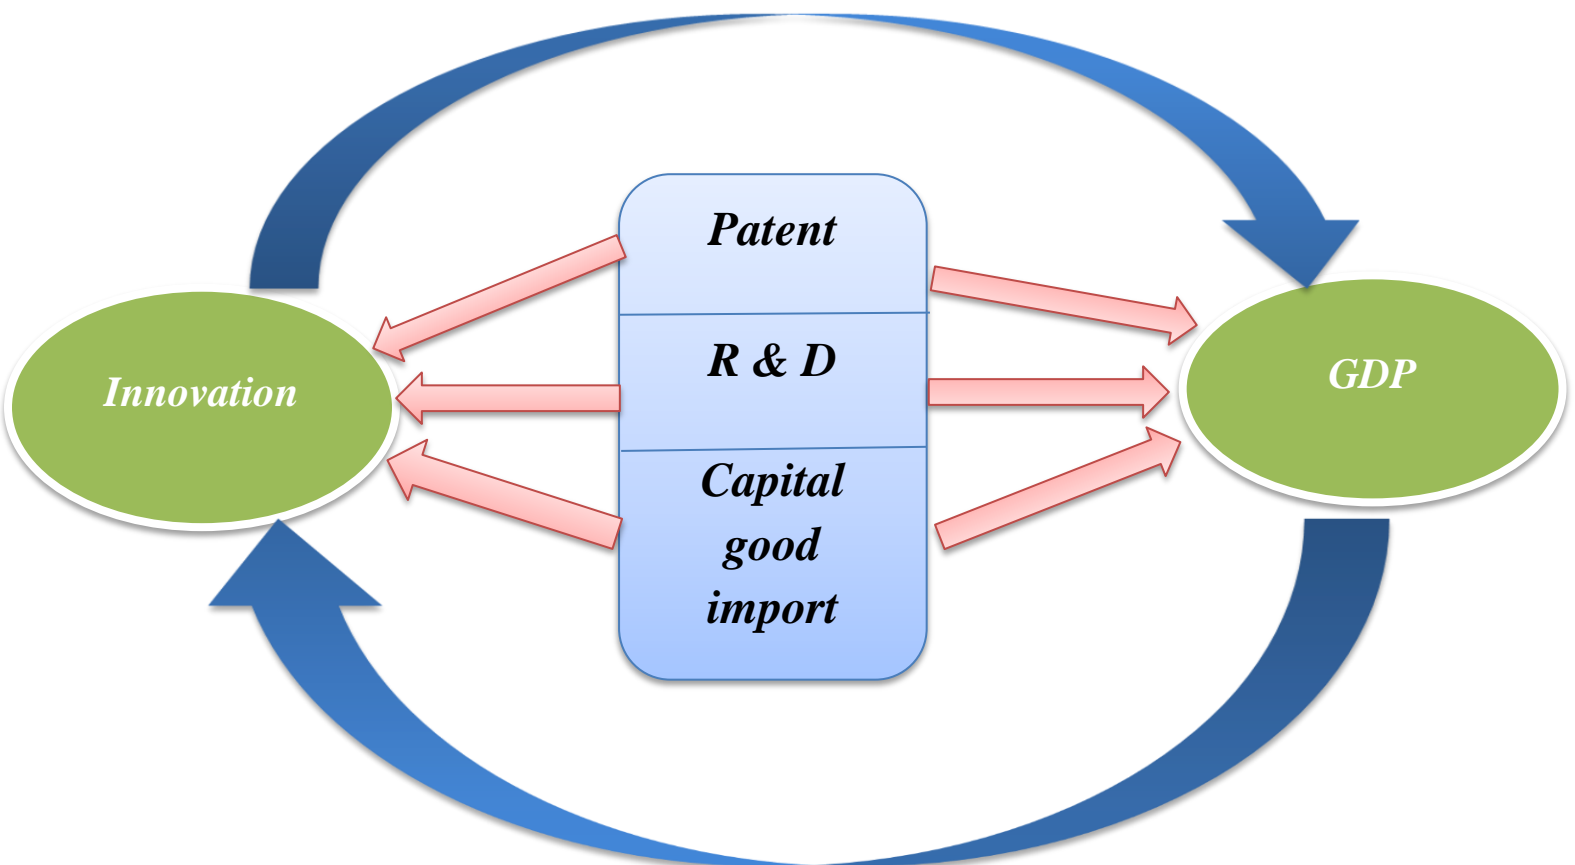 Patent
R & D
Innovation
GDP
Capital
good
import